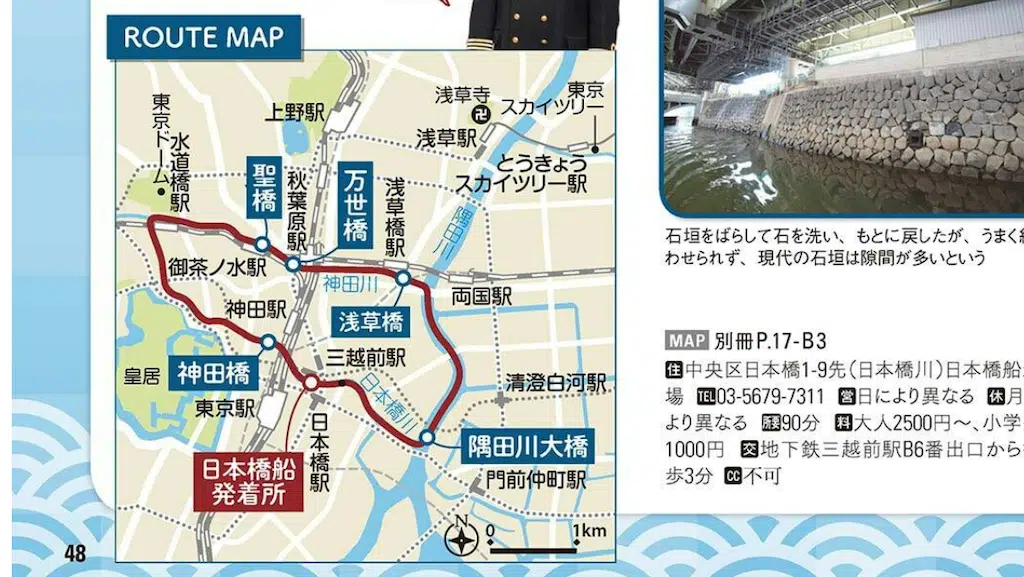 ROUTE MAP
東京ドーム
水道橋駅
上野駅
浅草寺
浅草駅
東京
スカイツリー
とうきょう
スカイツリー駅
聖橋
秋葉原駅
万世橋
浅草橋駅
隅田川
御茶ノ水駅
神田川
両国駅
神田駅
浅草橋
皇居
神田橋
三越前駅
清澄白河駅
日本橋川
東京駅
日本橋駅
隅田川大橋
日本橋船
発着所
門前仲町駅
N
0
1km
48
石垣をばらして石を洗い、もとに戻したが、うまく
わせられず、現代の石垣は隙間が多いという
MAP 別冊P.17-B3
住中央区日本橋1-9先(日本橋川)日本橋船
場 TEL03-5679-7311 営日により異なる 休月
より異なる 90分 料大人2500円〜、小学
1000円 交地下鉄三越前駅B6番出口から
歩3分 CC不可